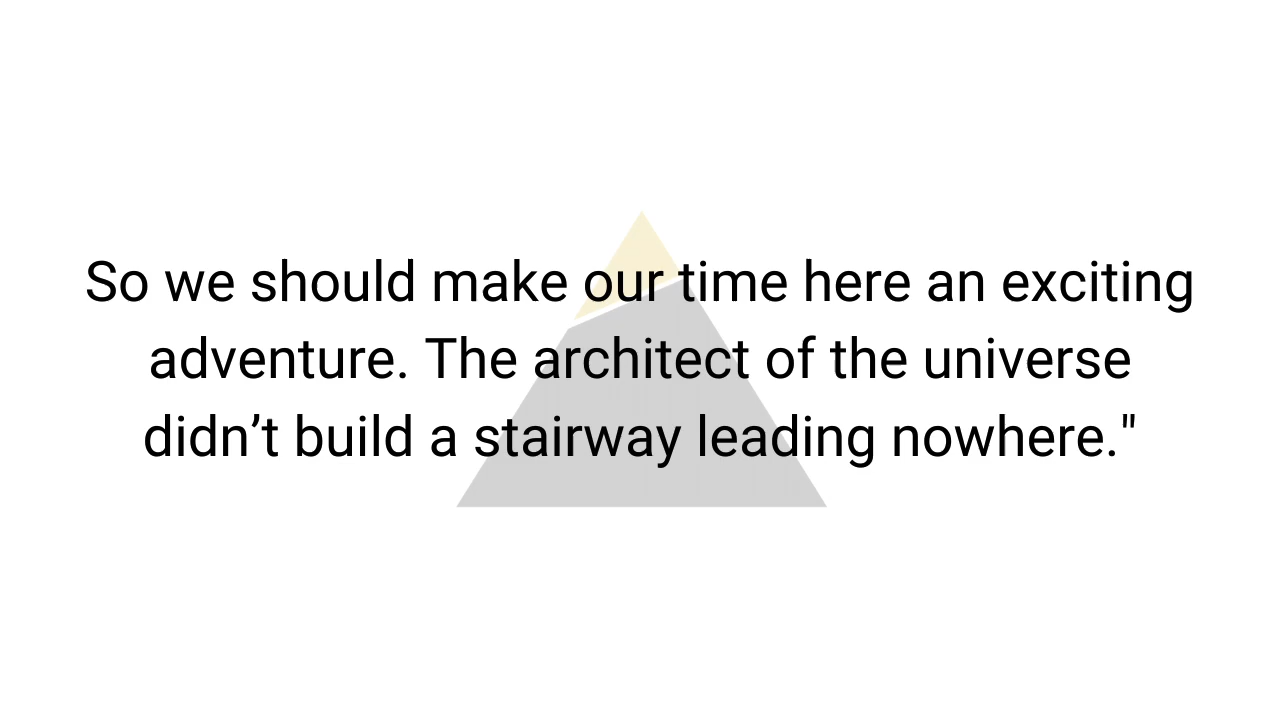 So we should make our time here an exciting
adventure. The architect of the universe
didn’t build a stairway leading nowhere."